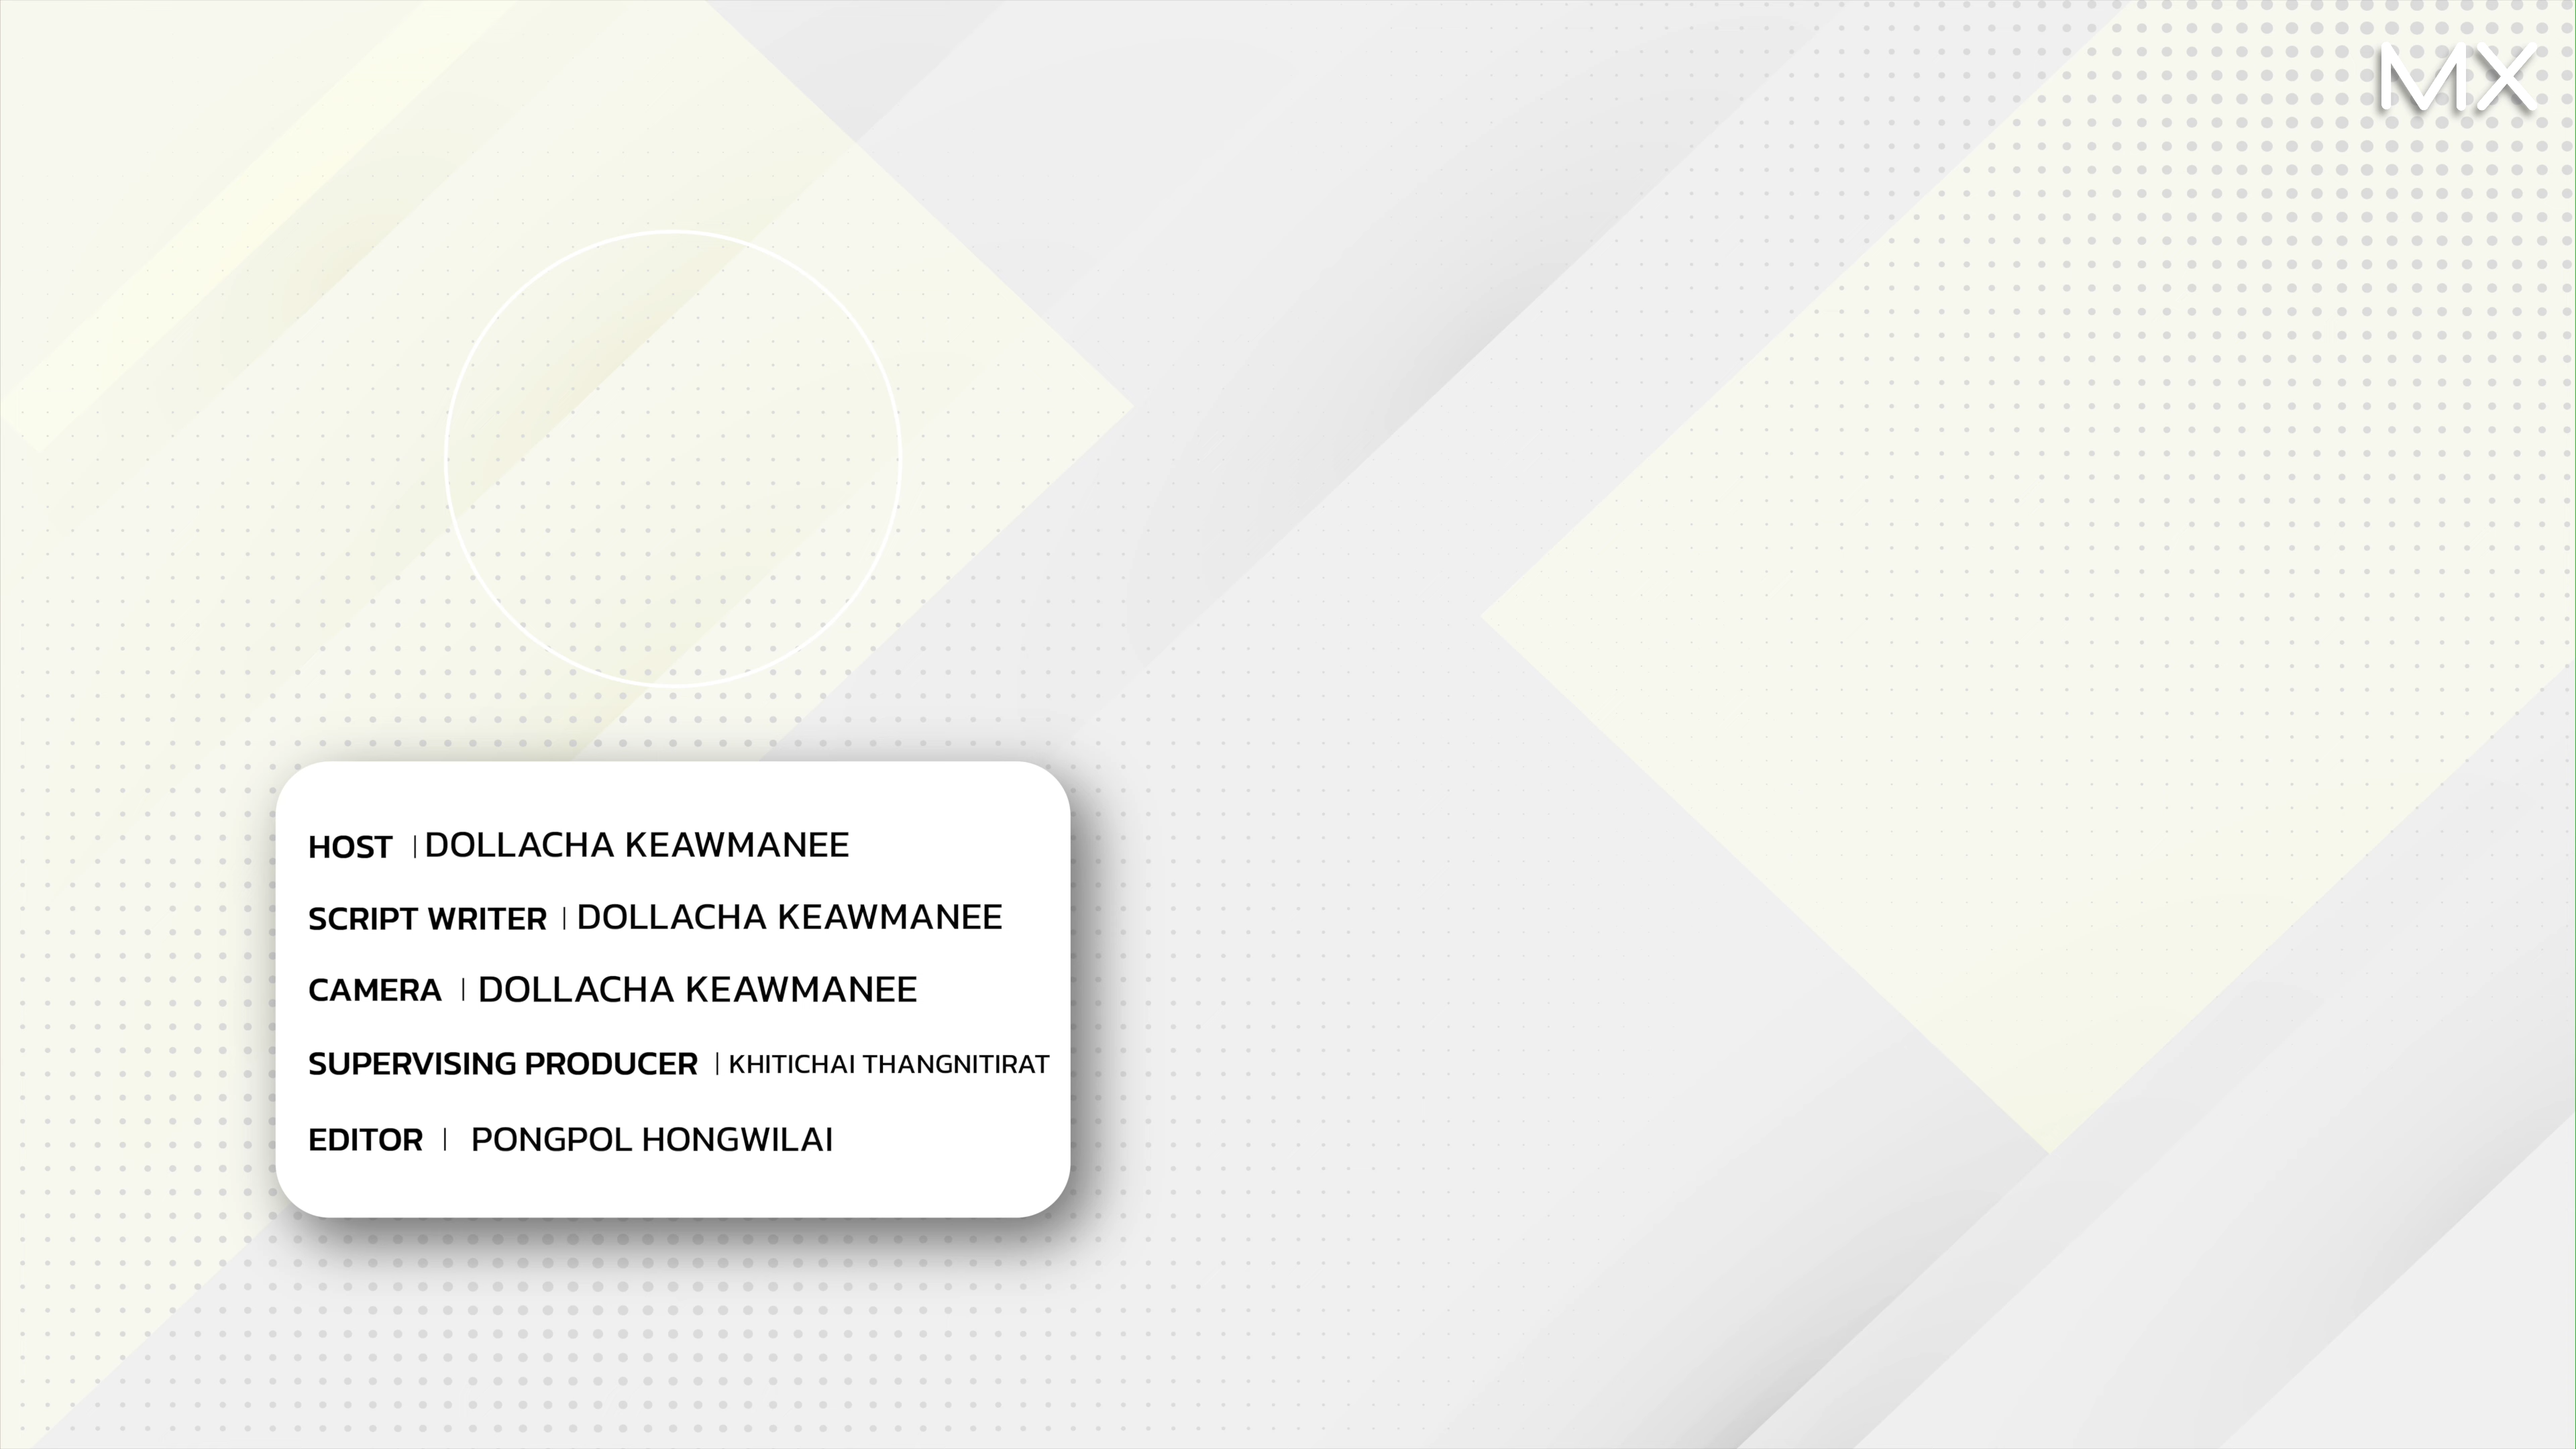 MX
HOST | DOLLACHA KEAWMANEE
SCRIPT WRITER | DOLLACHA KEAWMANEE
CAMERA | DOLLACHA KEAWMANEE
SUPERVISING PRODUCER | KHITICHAI THANGNITIRAT
EDITOR | PONGPOL HONGWILAI